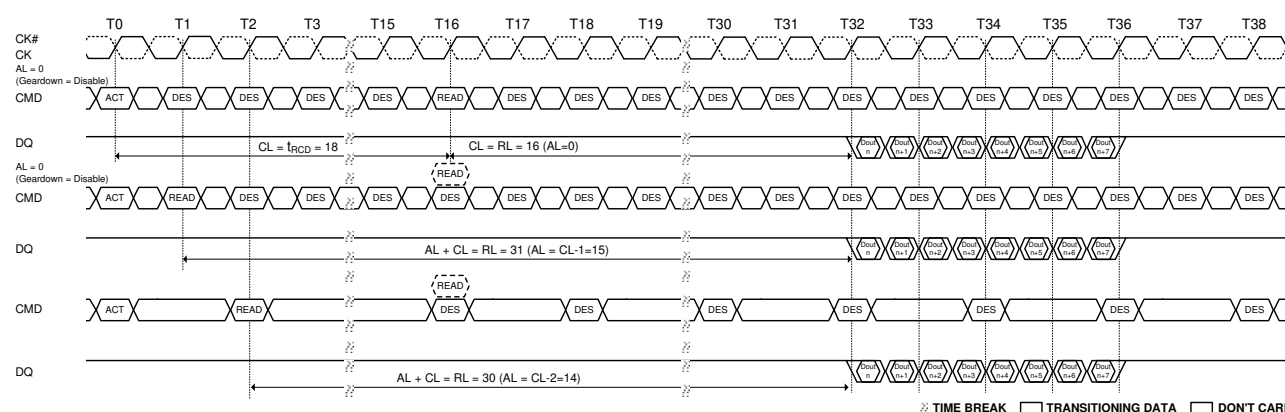 T0 T1 T2 T3 T15 T16 T17 T18 T19 T30 T31 T32 T33 T34 T35 T36 T37 T38
CK#
CK
AL = 0
(Geardown = Disable)
CMD ACT DES DES DES DES READ DES DES DES DES DES DES DES DES DES DES DES DES
DQ Dout n Dout n+1 Dout n+2 Dout n+3 Dout n+4 Dout n+5 Dout n+6 Dout n+7
CL = tRCD = 18 CL = RL = 16 (AL=0)
AL = 0
(Geardown = Disable)
READ
CMD ACT READ DES DES DES DES DES DES DES DES DES DES DES DES DES DES DES DES
DQ Dout n Dout n+1 Dout n+2 Dout n+3 Dout n+4 Dout n+5 Dout n+6 Dout n+7
AL + CL = RL = 31 (AL = CL-1=15)
READ
CMD ACT READ DES DES DES DES DES DES DES
DQ Dout n Dout n+1 Dout n+2 Dout n+3 Dout n+4 Dout n+5 Dout n+6 Dout n+7
AL + CL = RL = 30 (AL = CL-2=14)
TIME BREAK TRANSITIONING DATA DON'T CARE